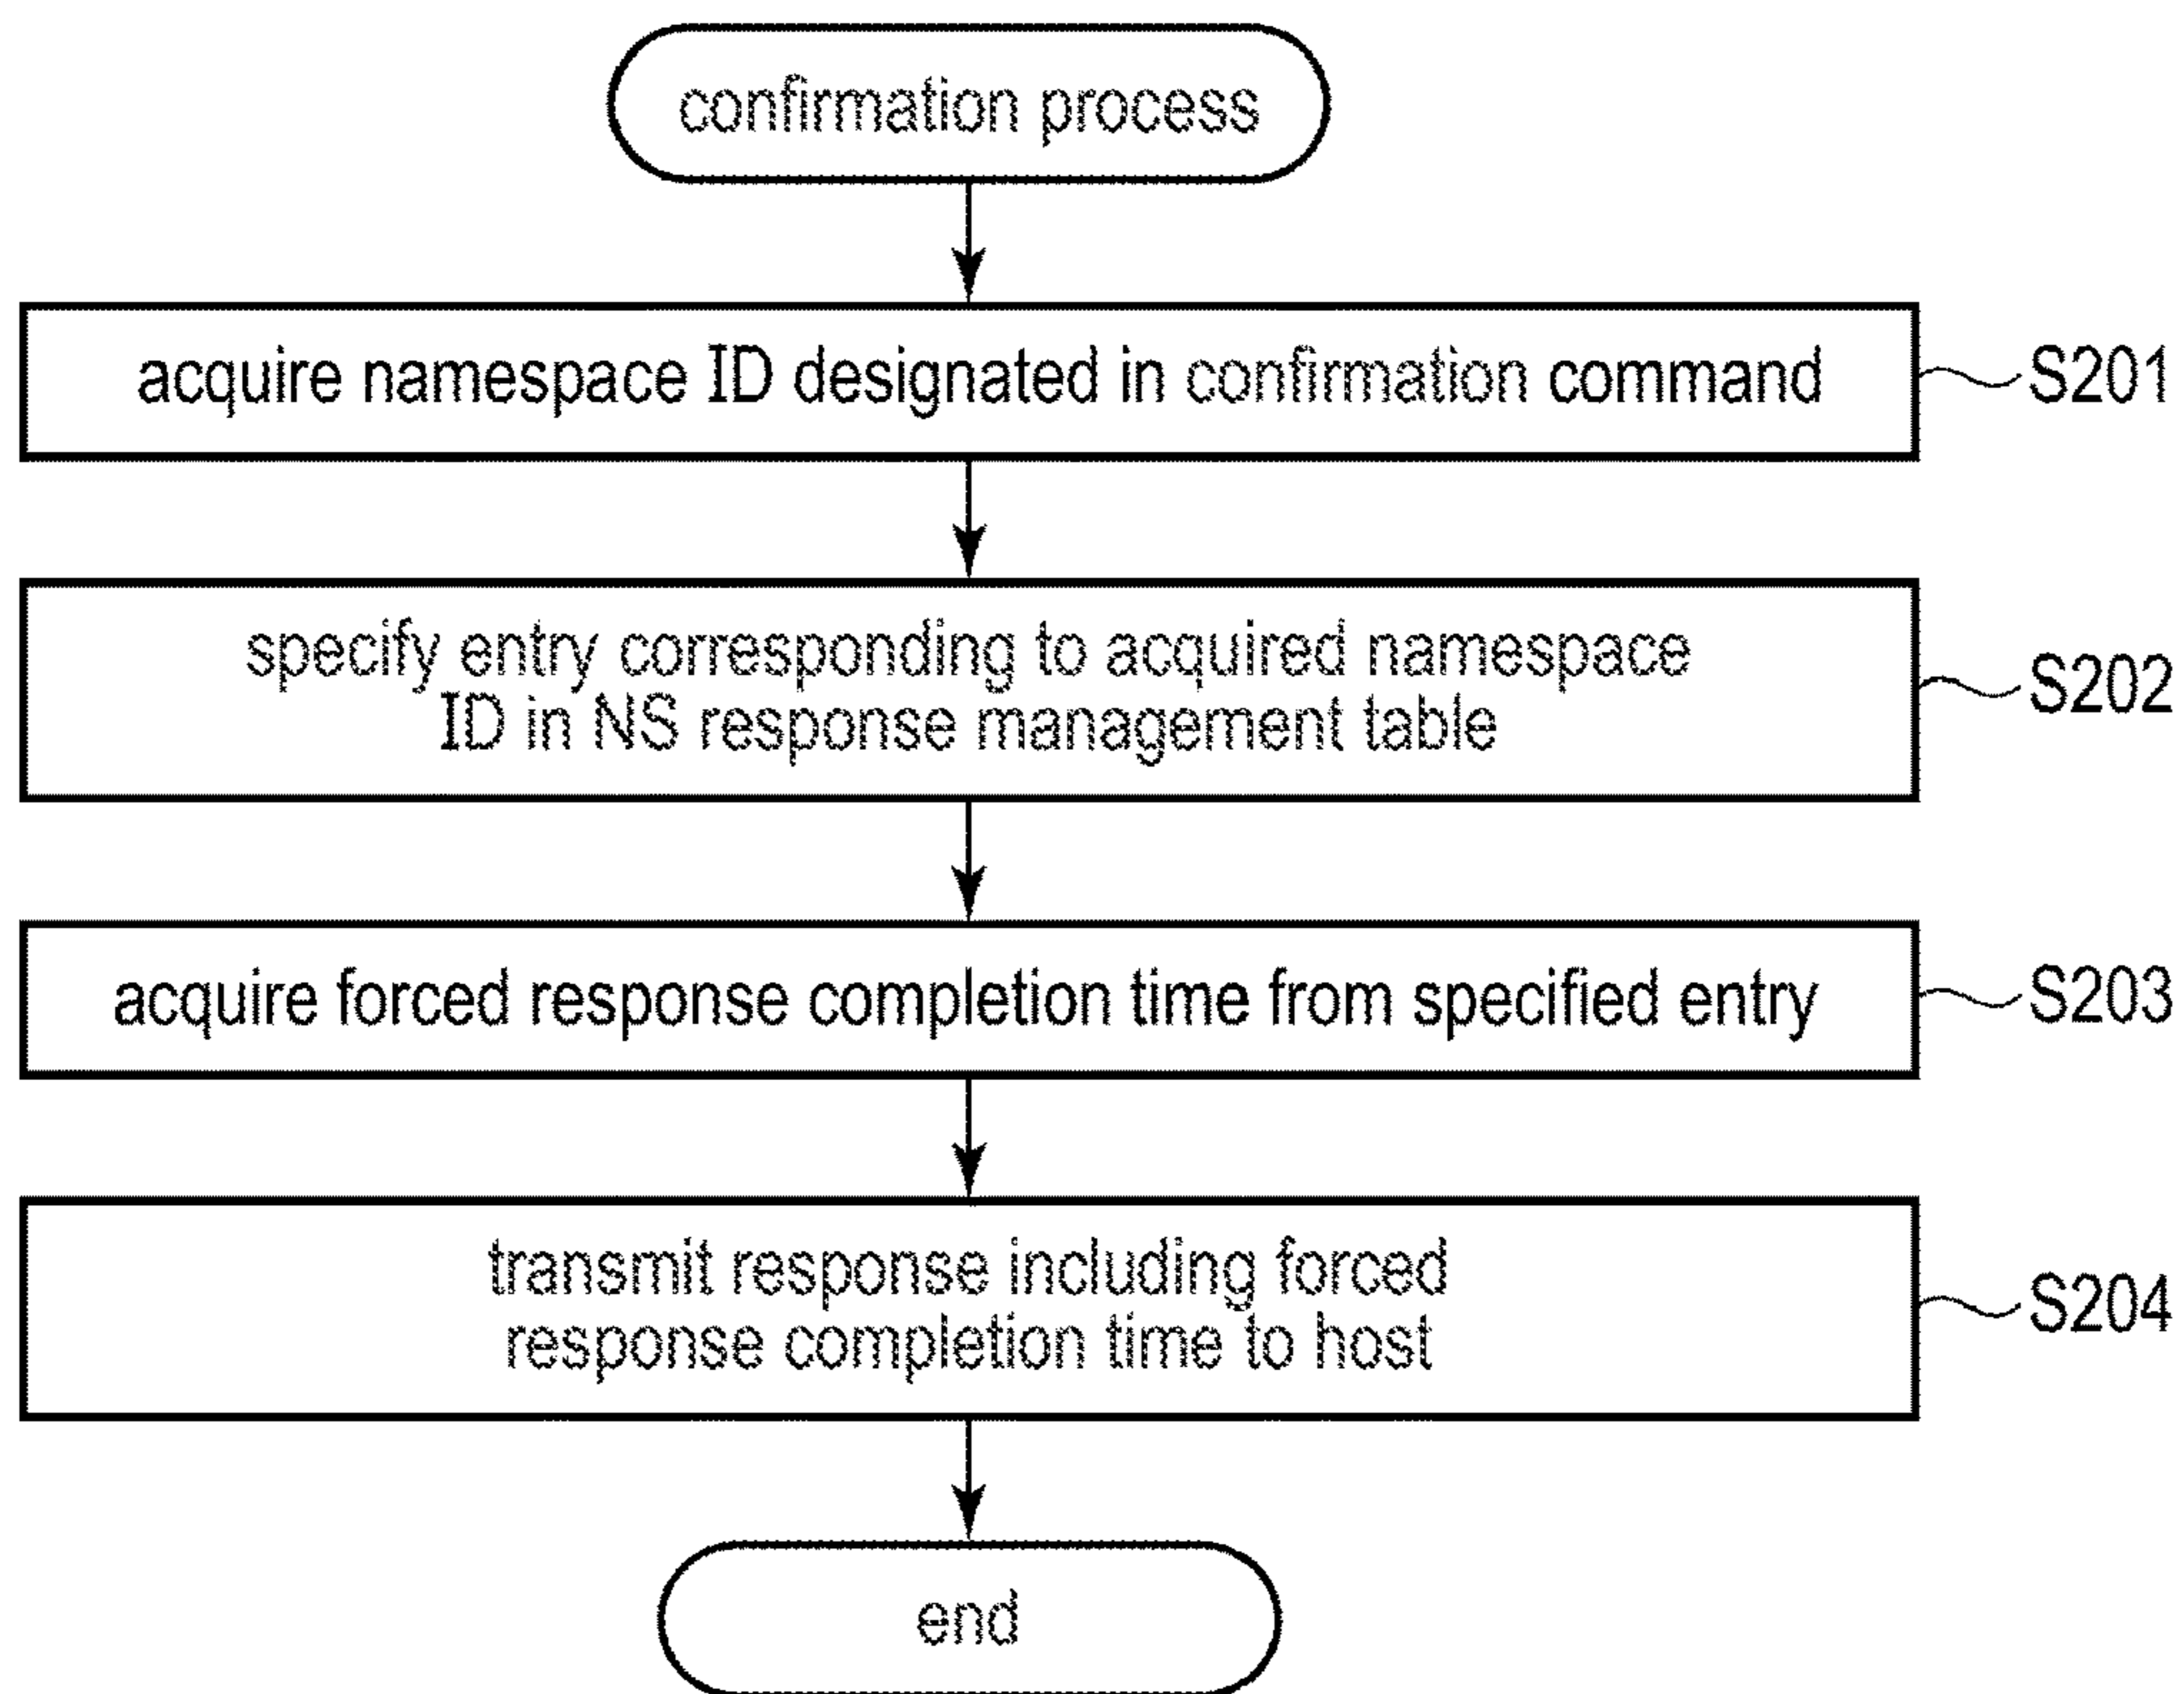 confirmation process
acquire namespace ID designated in confirmation command
S201
specify entry corresponding to acquired namespace
ID in NS response management table
S202
acquire forced response completion time from specified entry
S203
transmit response including forced
response completion time to host
S204
end